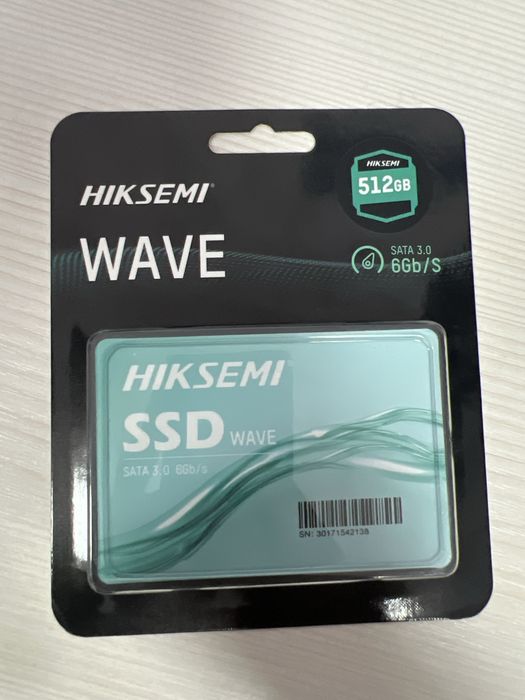 HIKSEMI
512GB
HIKSEMI®
WAVE
SATA 3.0
6Gb/S
HIKSEMI
SSD WAVE
SATA 3.0 6Gb/s
SN: 30171542138